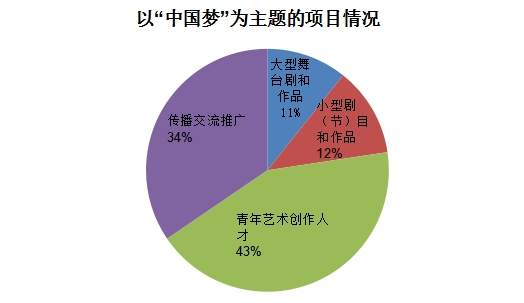 以“中国梦”为主题的项目情况
大型舞
台剧和
作品
11%
小型剧
（节）目
和作品
12%
青年艺术创作人
才
43%
传播交流推广
34%